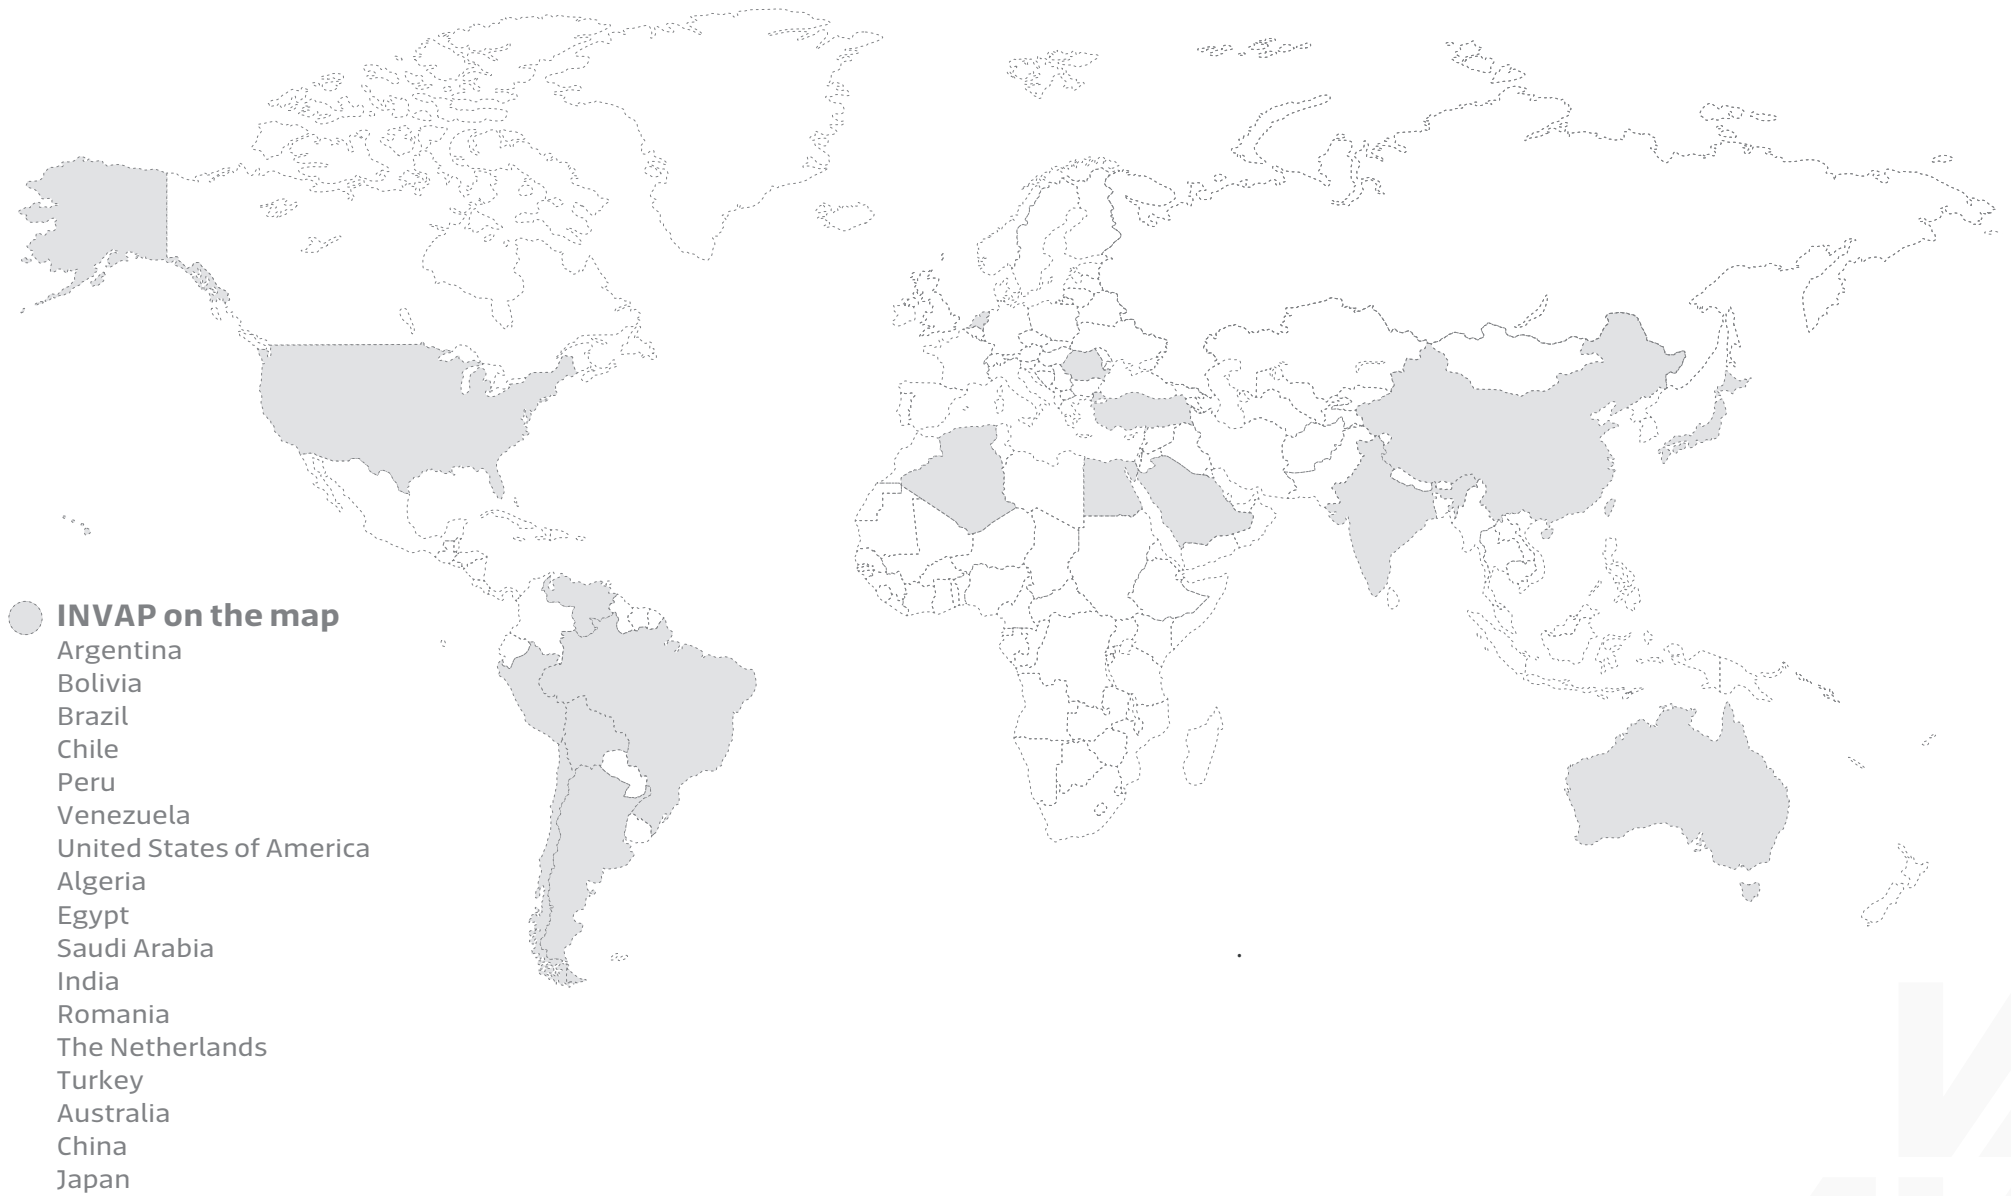 INVAP on the map
Argentina
Bolivia
Brazil
Chile
Peru
Venezuela
United States of America
Algeria
Egypt
Saudi Arabia
India
Romania
The Netherlands
Turkey
Australia
China
Japan